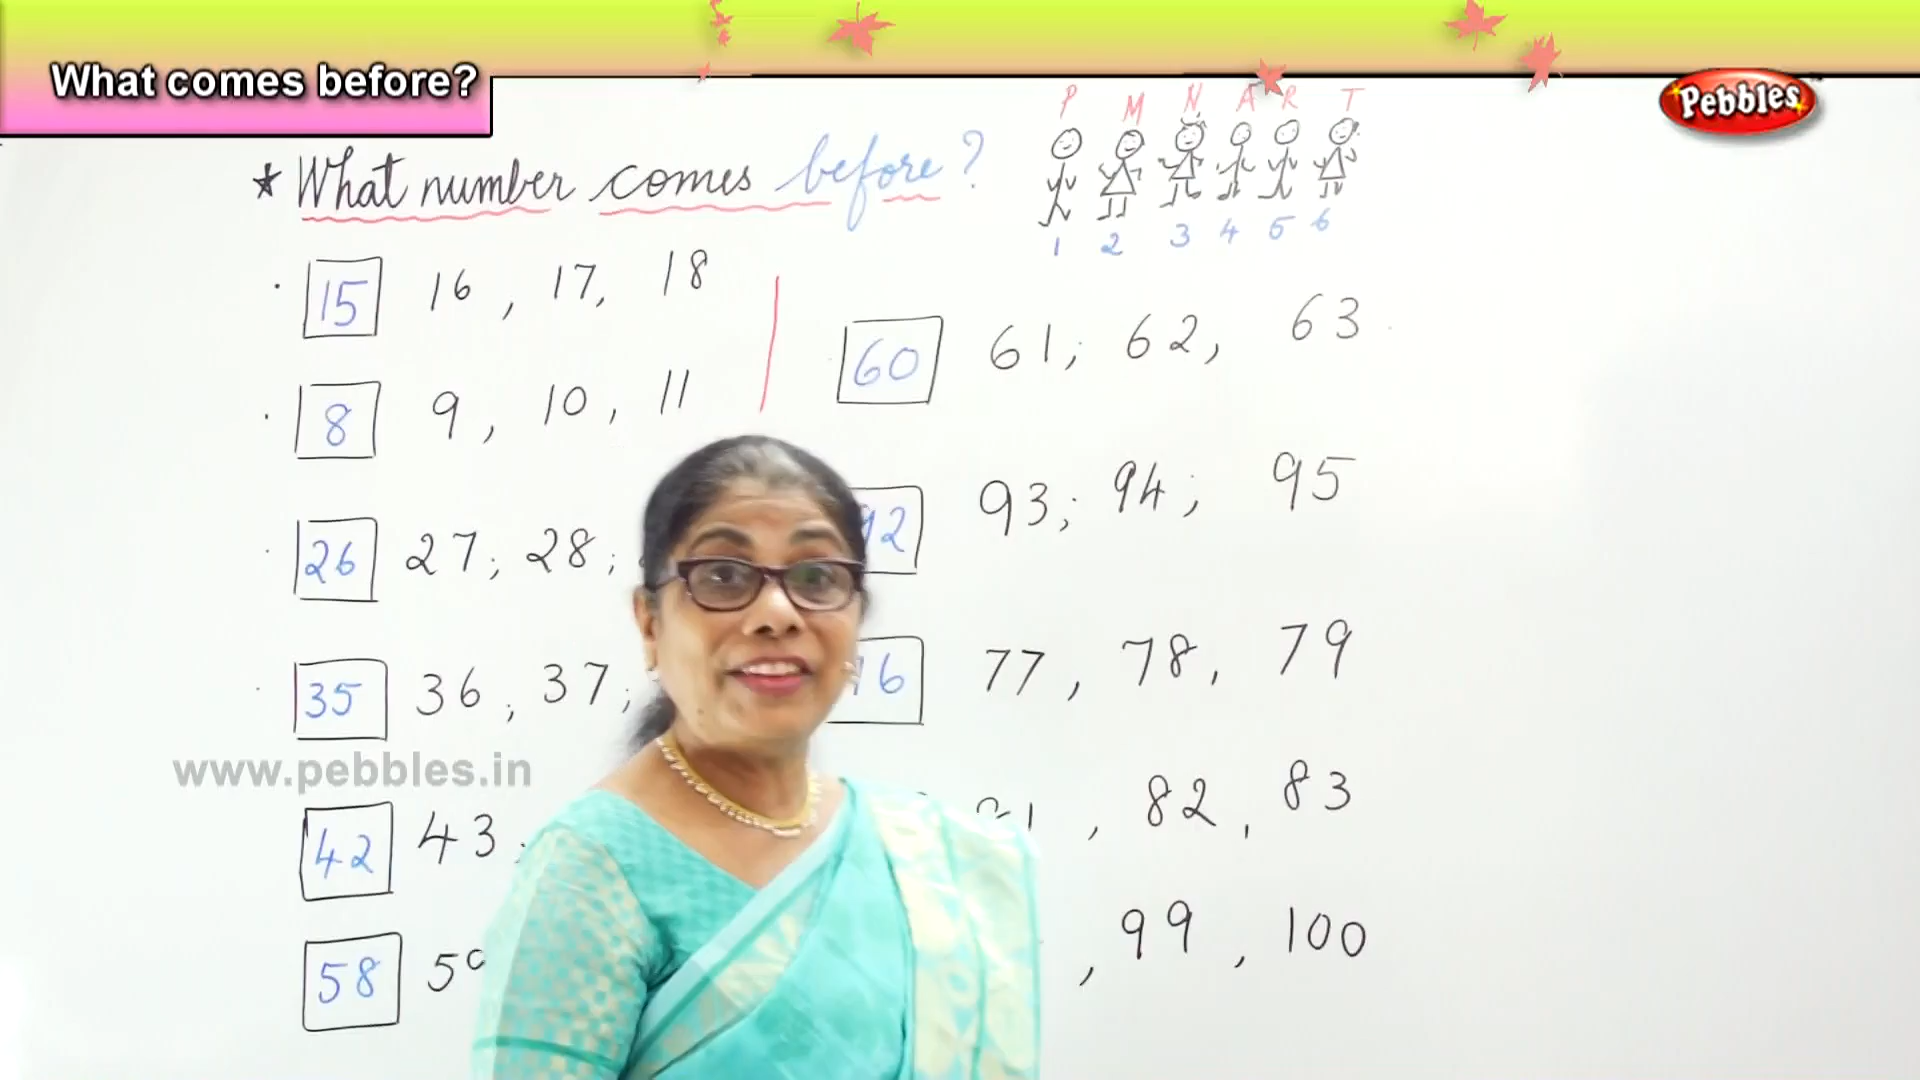 What comes before?
Pebbles
P M N A R T
* What number comes before?
1 2 3 4 5 6
15 16 , 17, 18
8 9 , 10 , 11
26 27; 28;
35 36 , 37;
42 43
58
60 61; 62, 63
93; 94; 95
77 , 78, 79
, 82 , 83
, 99 , 100
www.pebbles.in